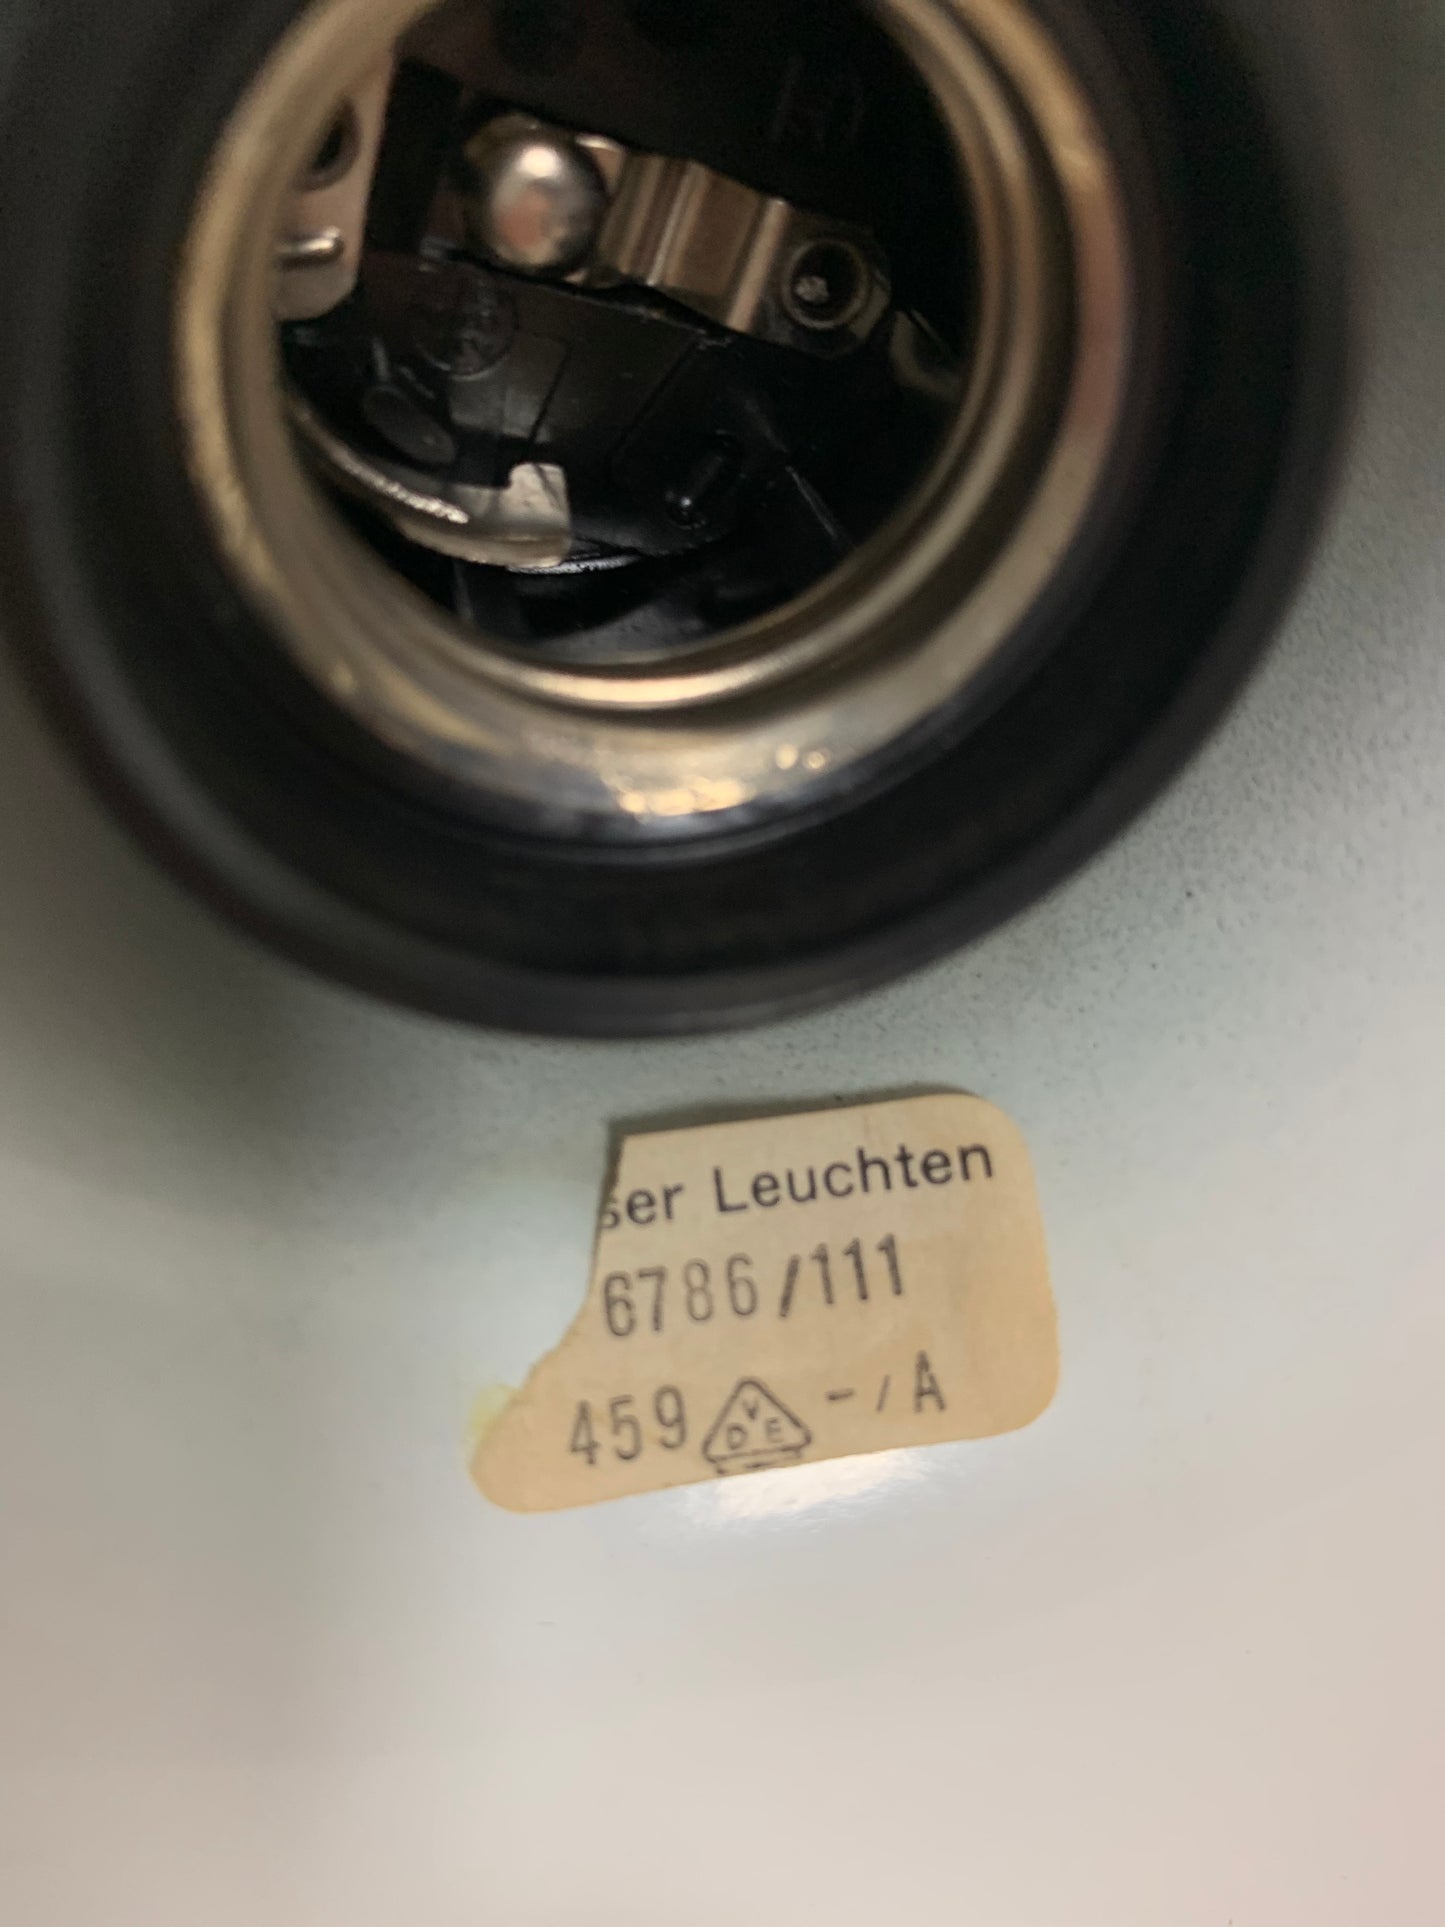 ser Leuchten
6786/111
459 VDE -/A